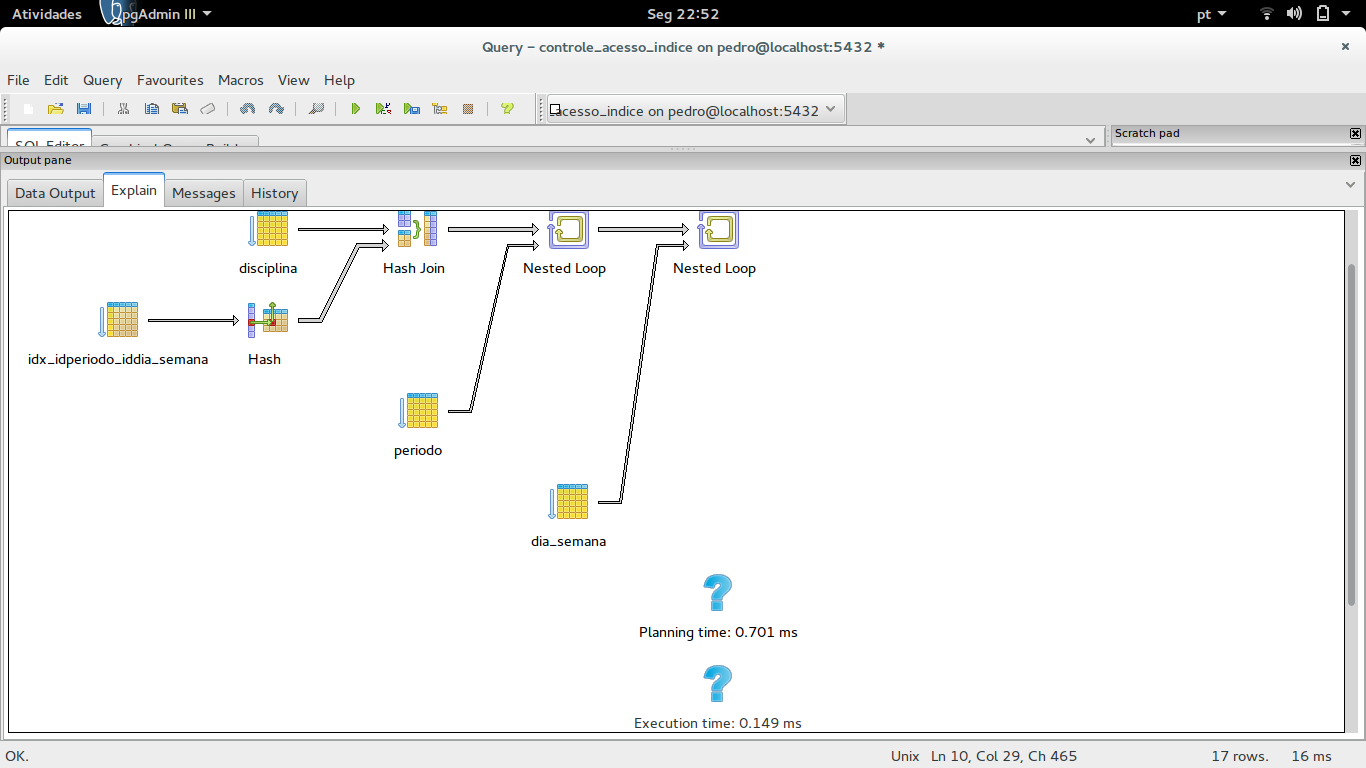 Atividades pgAdmin III Seg 22:52 pt
Query – controle_acesso_indice on pedro@localhost:5432 *
File Edit Query Favourites Macros View Help
acesso_indice on pedro@localhost:5432
SQL Editor Scratch pad
Output pane
Data Output Explain Messages History
disciplina Hash Join Nested Loop Nested Loop
idx_idperiodo_iddia_semana Hash
periodo
dia_semana
Planning time: 0.701 ms
Execution time: 0.149 ms
OK. Unix Ln 10, Col 29, Ch 465 17 rows. 16 ms